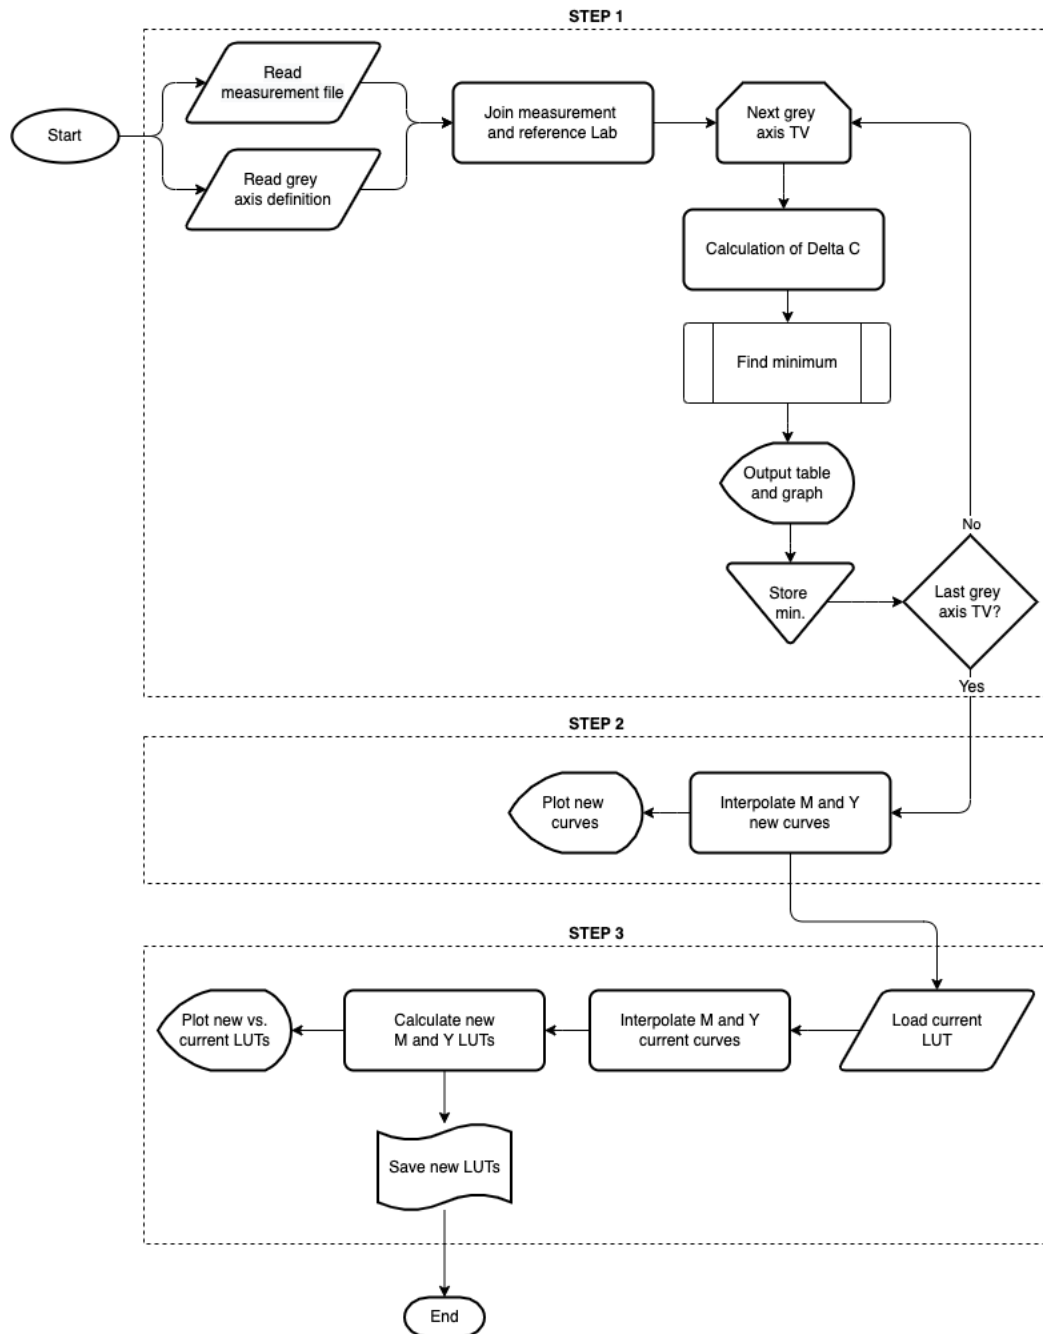 STEP 1
Start
Read
measurement file
Read grey
axis definition
Join measurement
and reference Lab
Next grey
axis TV
Calculation of Delta C
Find minimum
Output table
and graph
Store
min.
No
Last grey
axis TV?
Yes
STEP 2
Plot new
curves
Interpolate M and Y
new curves
STEP 3
Plot new vs.
current LUTs
Calculate new
M and Y LUTs
Interpolate M and Y
current curves
Load current
LUT
Save new LUTs
End